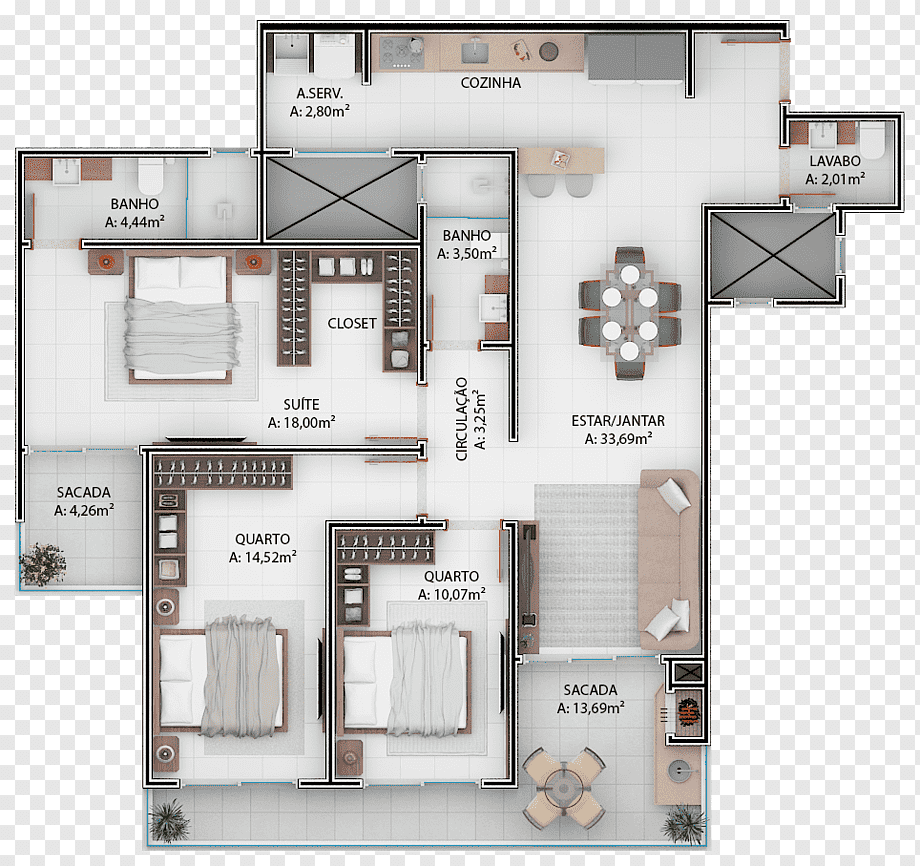 COZINHA
A.SERV.
A: 2,80m²
LAVABO
A: 2,01m²
BANHO
A: 4,44m²
BANHO
A: 3,50m²
CLOSET
SUÍTE
A: 18,00m²
CIRCULAÇÃO
A: 3,25m²
ESTAR/JANTAR
A: 33,69m²
SACADA
A: 4,26m²
QUARTO
A: 14,52m²
QUARTO
A: 10,07m²
SACADA
A: 13,69m²